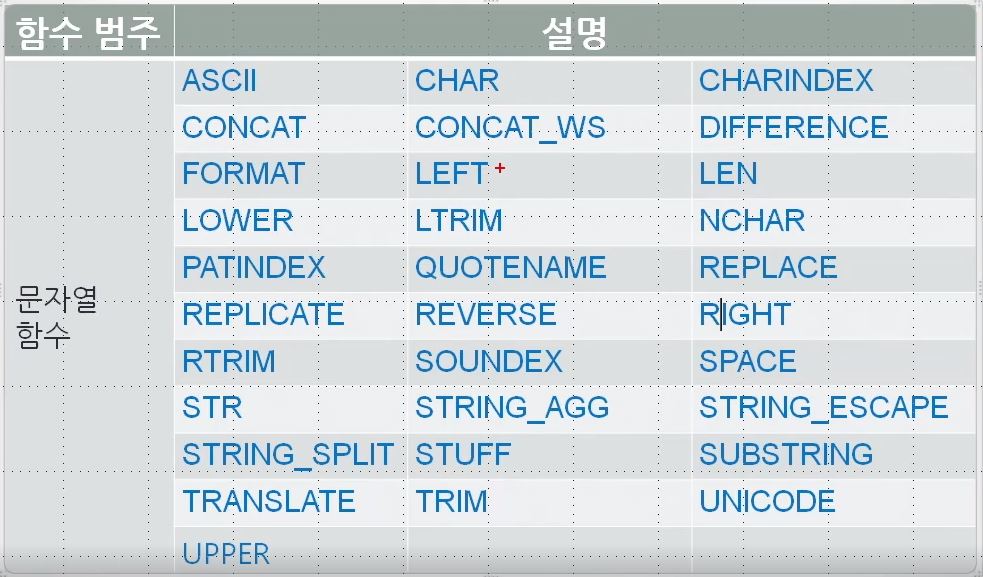 함수 범주 설명
ASCII CHAR CHARINDEX
CONCAT CONCAT_WS DIFFERENCE
FORMAT LEFT LEN
LOWER LTRIM NCHAR
PATINDEX QUOTENAME REPLACE
문자열
함수
REPLICATE REVERSE RIGHT
RTRIM SOUNDEX SPACE
STR STRING_AGG STRING_ESCAPE
STRING_SPLIT STUFF SUBSTRING
TRANSLATE TRIM UNICODE
UPPER